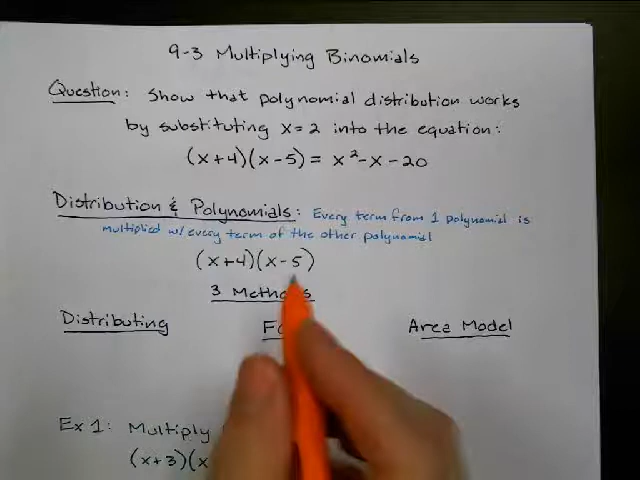 9-3 Multiplying Binomials
Question: Show that polynomial distribution works
by substituting x = 2 into the equation:
(x+4)(x-5) = x²-x-20
Distribution & Polynomials: Every term from 1 polynomial is
multiplied w/ every term of the other polynomial
(x+4)(x-5)
3 Methods
Distributing Area Model
Ex 1: Multiply
(x+3)(x